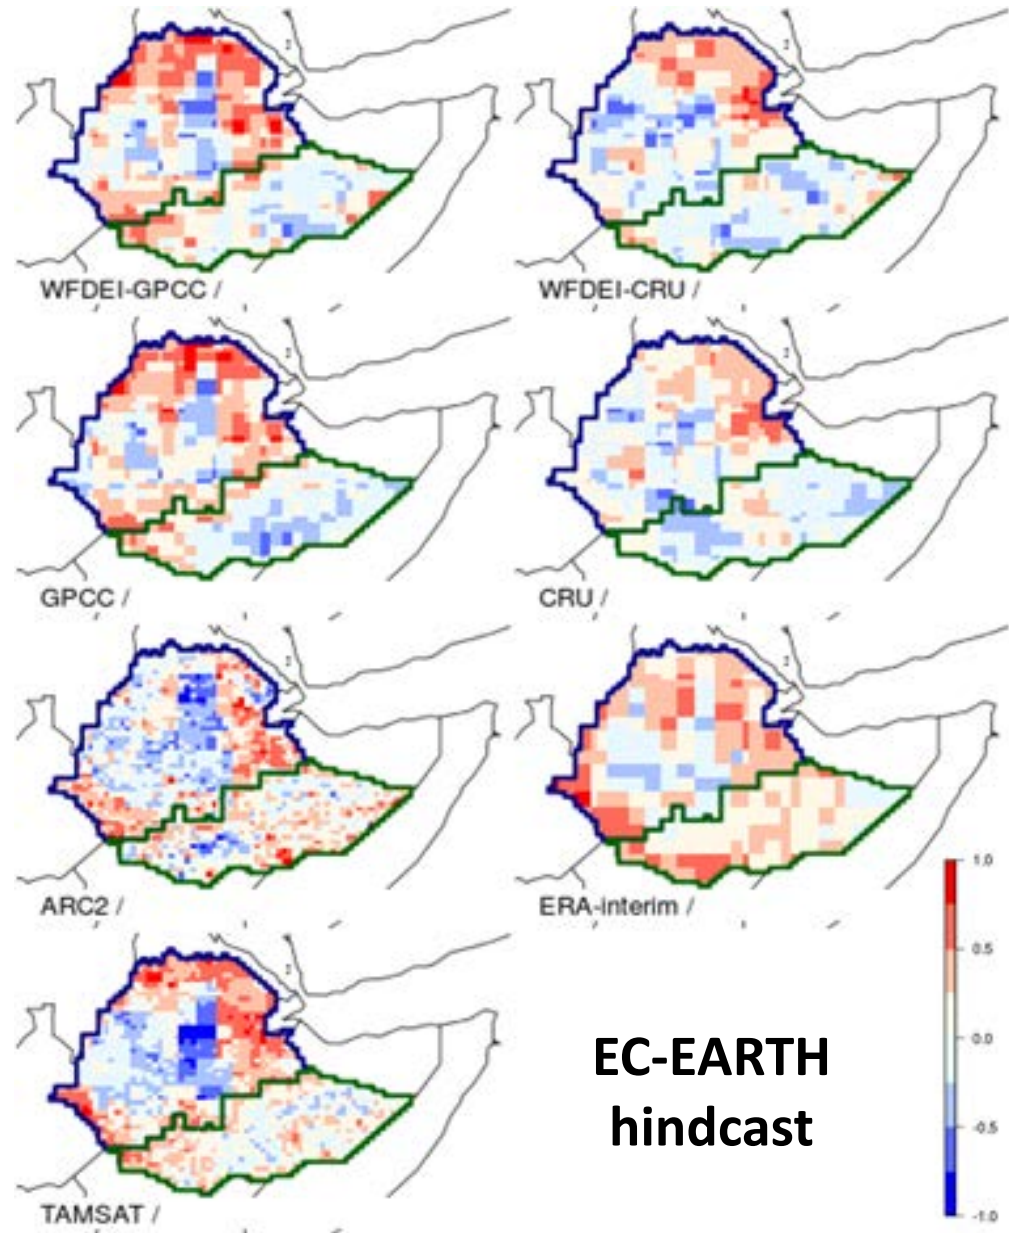 WFDEI-GPCC /
WFDEI-CRU /
GPCC /
CRU /
ARC2 /
ERA-interim /
TAMSAT /
EC-EARTH
hindcast
1.0
0.5
0.0
-0.5
-1.0